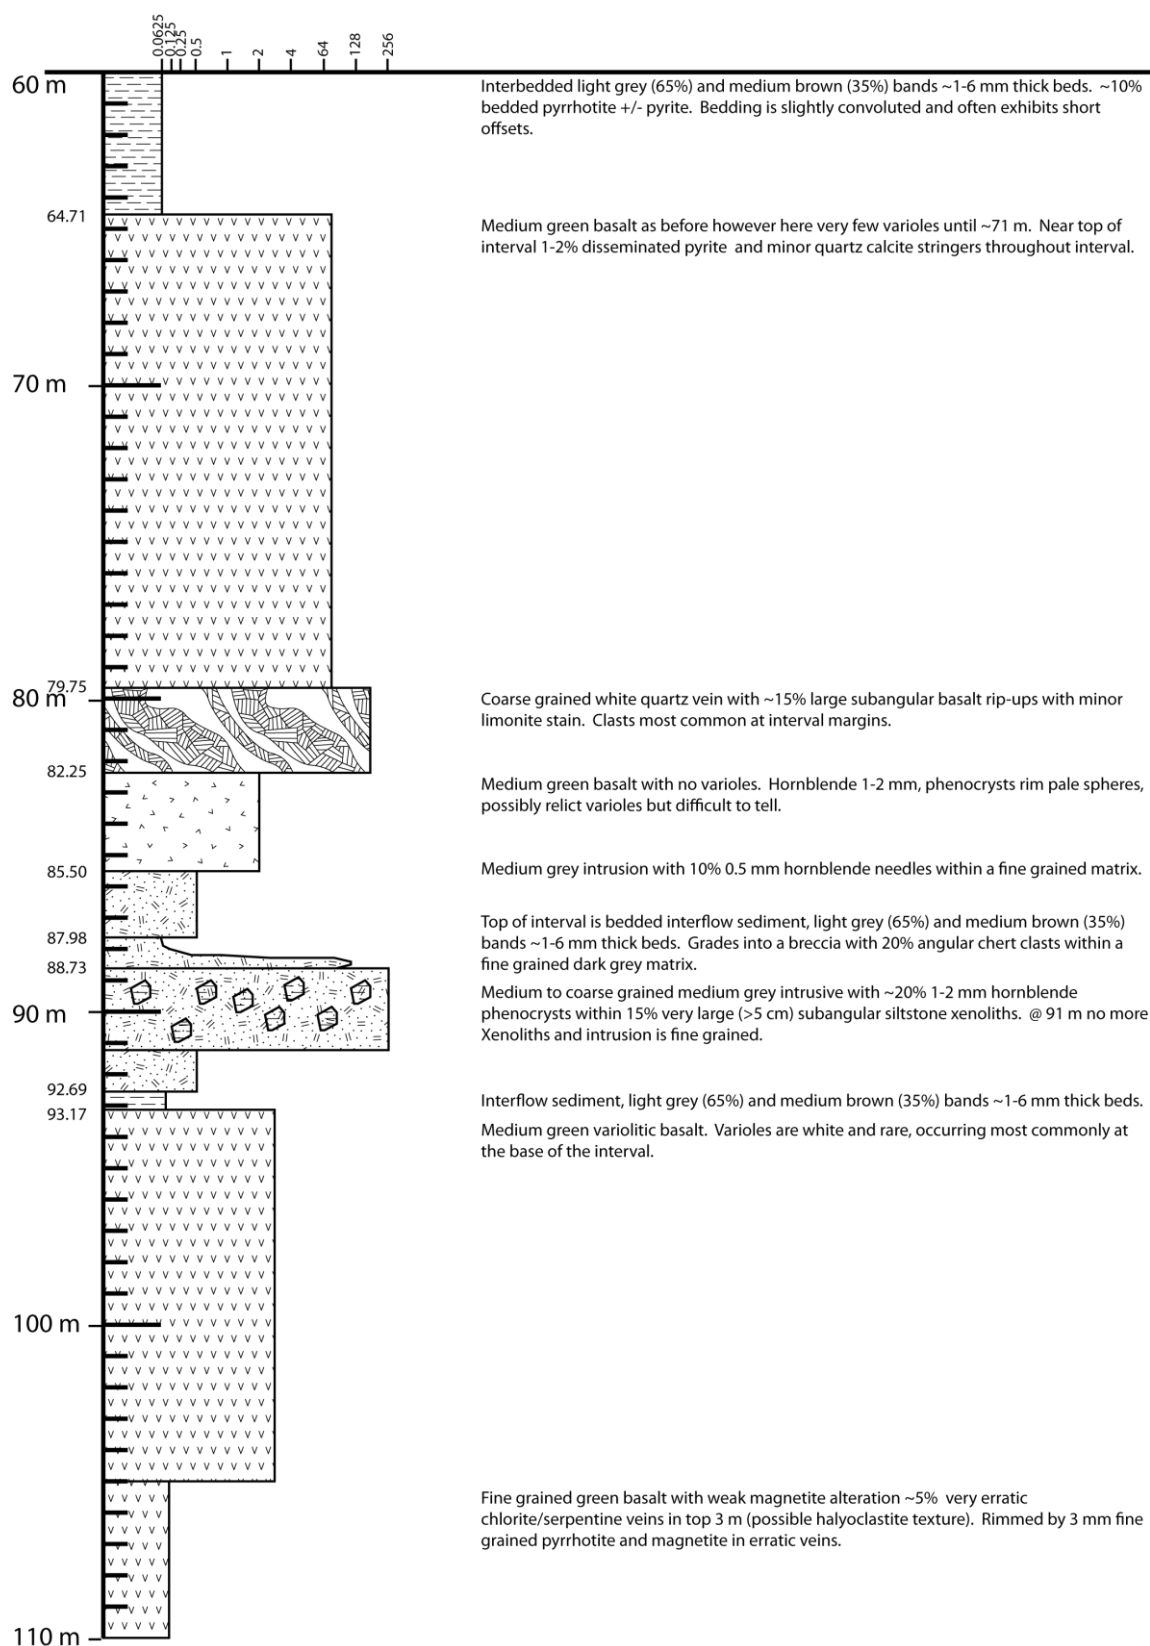 0.0625 0.125 0.25 0.5 1 2 4 64 128 256
60 m
Interbedded light grey (65%) and medium brown (35%) bands ~1-6 mm thick beds. ~10%
bedded pyrrhotite +/- pyrite. Bedding is slightly convoluted and often exhibits short
offsets.
64.71
Medium green basalt as before however here very few varioles until ~71 m. Near top of
interval 1-2% disseminated pyrite and minor quartz calcite stringers throughout interval.
70 m
79.75
80 m
Coarse grained white quartz vein with ~15% large subangular basalt rip-ups with minor
limonite stain. Clasts most common at interval margins.
82.25
Medium green basalt with no varioles. Hornblende 1-2 mm, phenocrysts rim pale spheres,
possibly relict varioles but difficult to tell.
85.50
Medium grey intrusion with 10% 0.5 mm hornblende needles within a fine grained matrix.
87.98
Top of interval is bedded interflow sediment, light grey (65%) and medium brown (35%)
bands ~1-6 mm thick beds. Grades into a breccia with 20% angular chert clasts within a
fine grained dark grey matrix.
88.73
Medium to coarse grained medium grey intrusive with ~20% 1-2 mm hornblende
phenocrysts within 15% very large (>5 cm) subangular siltstone xenoliths. @ 91 m no more
Xenoliths and intrusion is fine grained.
90 m
92.69
Interflow sediment, light grey (65%) and medium brown (35%) bands ~1-6 mm thick beds.
93.17
Medium green variolitic basalt. Varioles are white and rare, occurring most commonly at
the base of the interval.
100 m
Fine grained green basalt with weak magnetite alteration ~5% very erratic
chlorite/serpentine veins in top 3 m (possible halyoclastite texture). Rimmed by 3 mm fine
grained pyrrhotite and magnetite in erratic veins.
110 m